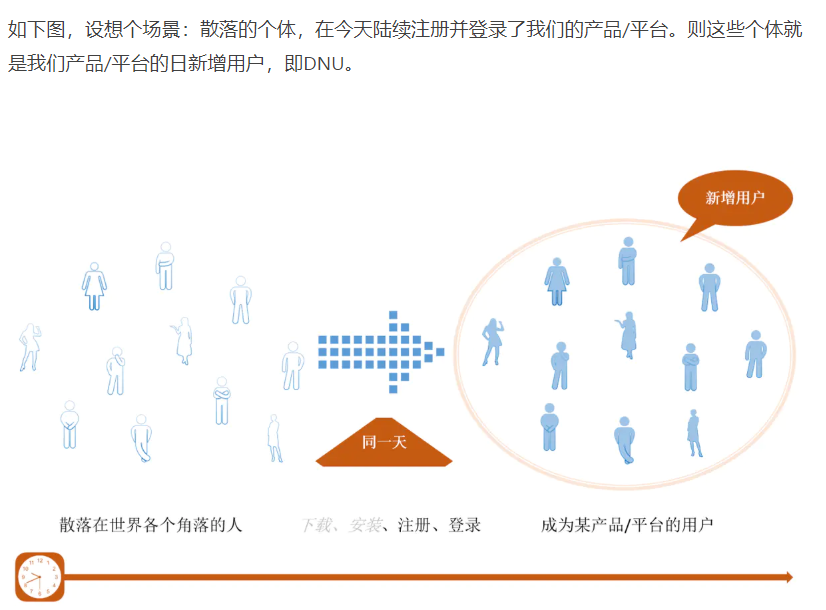 如下图，设想个场景：散落的个体，在今天陆续注册并登录了我们的产品/平台。则这些个体就
是我们产品/平台的日新增用户，即DNU。
新增用户
同一天
散落在世界各个角落的人
下载、安装、注册、登录
成为某产品/平台的用户